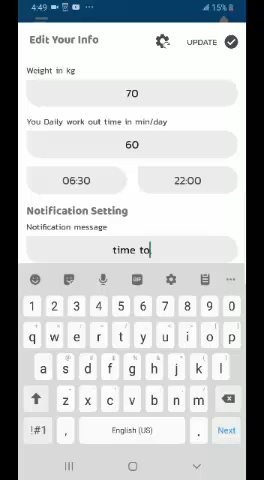 4:49 15%
Edit Your Info UPDATE
Weight in kg
70
You Daily work out time in min/day
60
06:30 22:00
Notification Setting
Notification message
time to
GIF
1 2 3 4 5 6 7 8 9 0
q w e r t y u i o p
a s d f g h j k l
z x c v b n m
!#1 , English (US) . Next